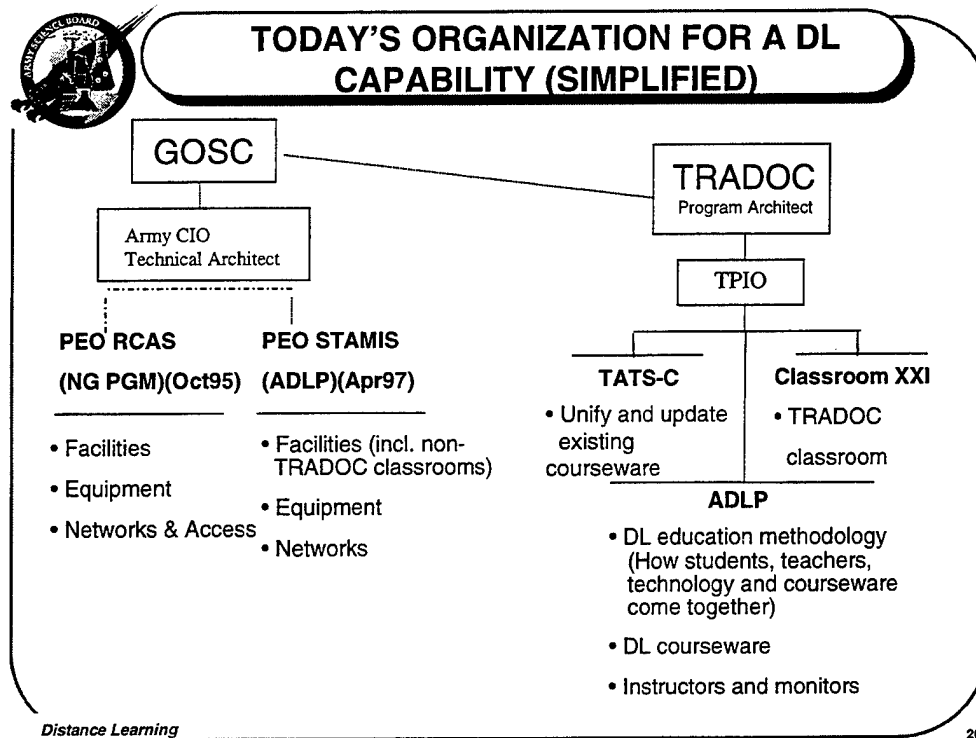 ARMY SCIENCE BOARD
TODAY'S ORGANIZATION FOR A DL
CAPABILITY (SIMPLIFIED)
GOSC
TRADOC
Program Architect
Army CIO
Technical Architect
TPIO
PEO RCAS
(NG PGM)(Oct95)
• Facilities
• Equipment
• Networks & Access
PEO STAMIS
(ADLP)(Apr97)
• Facilities (incl. non-
TRADOC classrooms)
• Equipment
• Networks
TATS-C
• Unify and update
existing
courseware
Classroom XXI
• TRADOC
classroom
ADLP
• DL education methodology
(How students, teachers,
technology and courseware
come together)
• DL courseware
• Instructors and monitors
Distance Learning